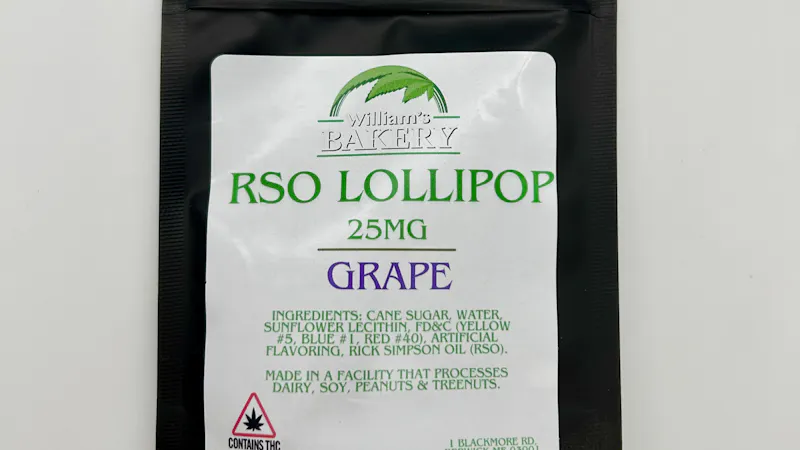 William's
BAKERY
RSO LOLLIPOP
25MG
GRAPE
INGREDIENTS: CANE SUGAR, WATER,
SUNFLOWER LECITHIN, FD&C (YELLOW
#5, BLUE #1, RED #40), ARTIFICIAL
FLAVORING, RICK SIMPSON OIL (RSO).
MADE IN A FACILITY THAT PROCESSES
DAIRY, SOY, PEANUTS & TREENUTS.
CONTAINS THC
1 BLACKMORE RD,